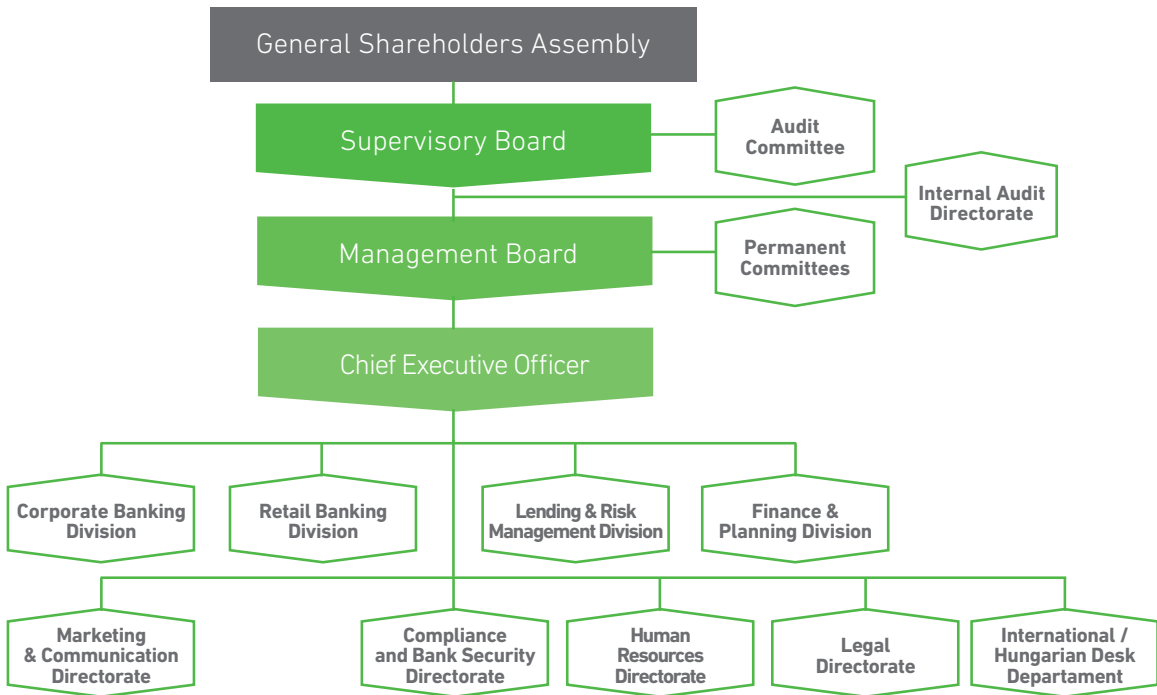 General Shareholders Assembly
Supervisory Board
Audit
Committee
Internal Audit
Directorate
Management Board
Permanent
Committees
Chief Executive Officer
Corporate Banking
Division
Retail Banking
Division
Lending & Risk
Management Division
Finance &
Planning Division
Marketing
& Communication
Directorate
Compliance
and Bank Security
Directorate
Human
Resources
Directorate
Legal
Directorate
International /
Hungarian Desk
Departament